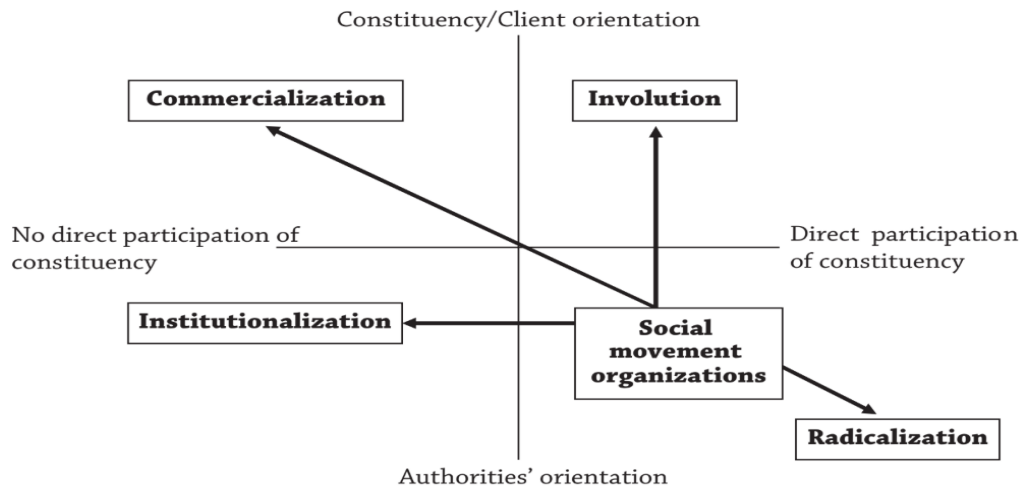 Constituency/Client orientation
Commercialization
Involution
No direct participation of
constituency
Direct participation
of constituency
Institutionalization
Social
movement
organizations
Radicalization
Authorities’ orientation